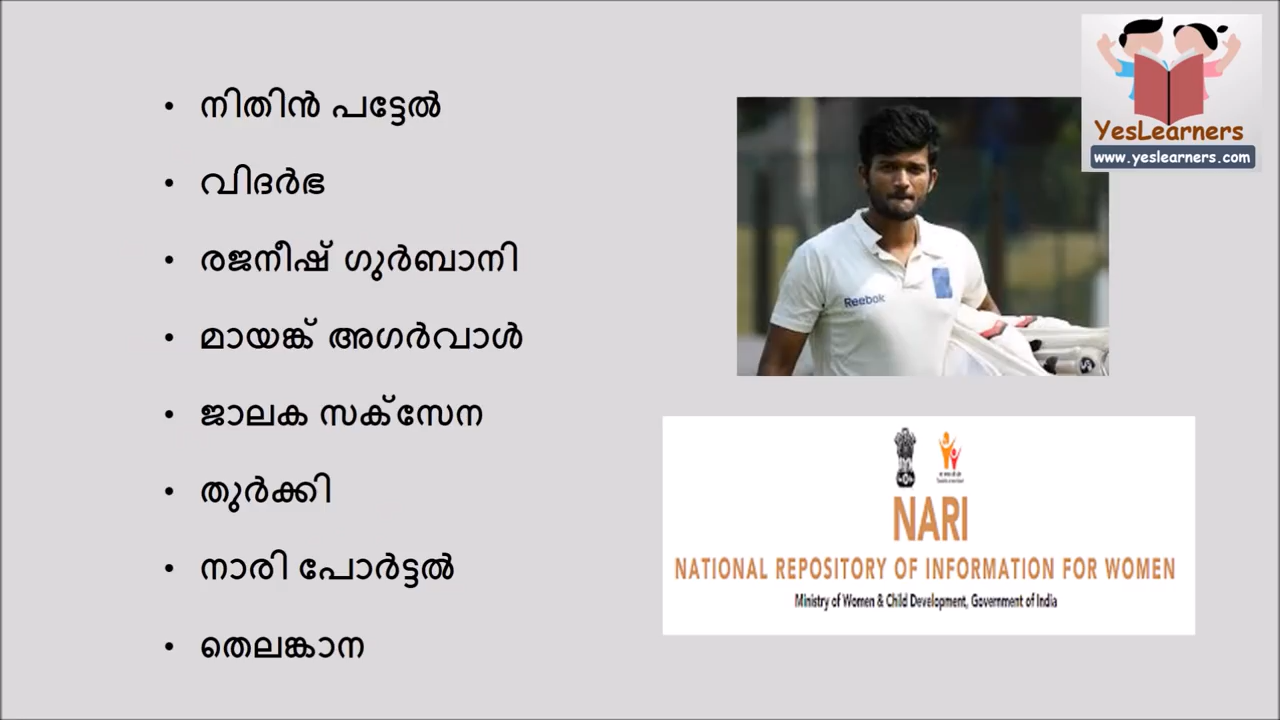 • നിതിൻ പട്ടേൽ
• വിദർഭ
• രജനീഷ് ഗുർബാനി
• മായങ്ക് അഗർവാൾ
• ജാലക സക്സേന
• തുർക്കി
• നാരി പോർട്ടൽ
• തെലങ്കാന
YesLearners
www.yeslearners.com
Reebok
NARI
NATIONAL REPOSITORY OF INFORMATION FOR WOMEN
Ministry of Women & Child Development, Government of India